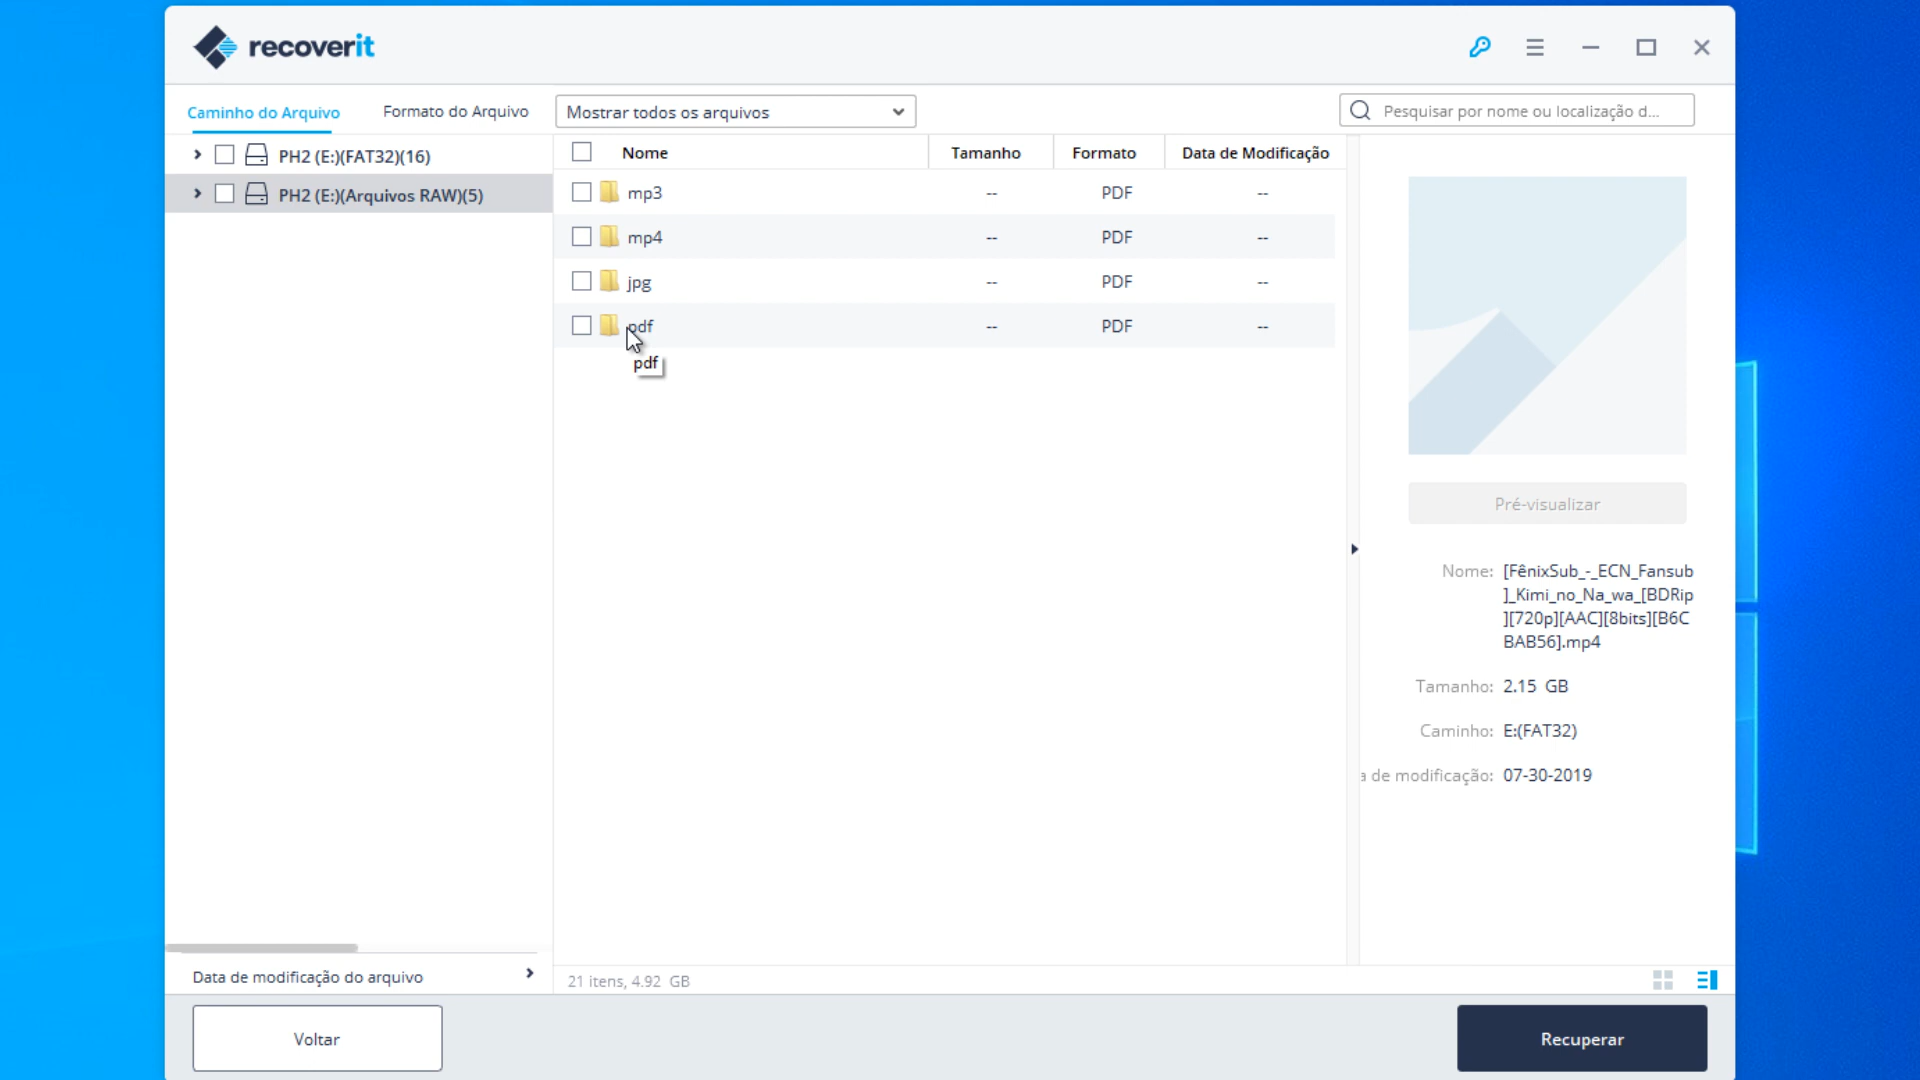 recoverit
Caminho do Arquivo
Formato do Arquivo
Mostrar todos os arquivos
Pesquisar por nome ou localização d...
PH2 (E:)(FAT32)(16)
PH2 (E:)(Arquivos RAW)(5)
Nome Tamanho Formato Data de Modificação
mp3 -- PDF --
mp4 -- PDF --
jpg -- PDF --
pdf -- PDF --
pdf
Pré-visualizar
Nome: [FênixSub_-_ECN_Fansub
]_Kimi_no_Na_wa_[BDRip
][720p][AAC][8bits][B6C
BAB56].mp4
Tamanho: 2.15 GB
Caminho: E:(FAT32)
a de modificação: 07-30-2019
Data de modificação do arquivo
21 itens, 4.92 GB
Voltar
Recuperar